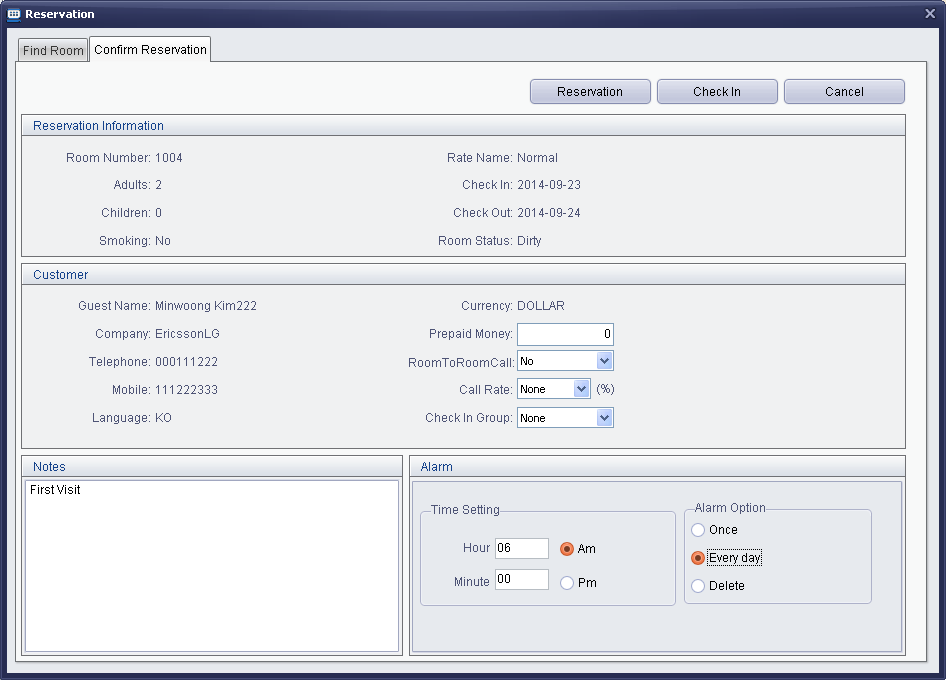 Reservation
Find Room
Confirm Reservation
Reservation
Check In
Cancel
Reservation Information
Room Number: 1004
Rate Name: Normal
Adults: 2
Check In: 2014-09-23
Children: 0
Check Out: 2014-09-24
Smoking: No
Room Status: Dirty
Customer
Guest Name: Minwoong Kim222
Currency: DOLLAR
Company: EricssonLG
Prepaid Money: 0
Telephone: 000111222
RoomToRoomCall: No
Mobile: 111222333
Call Rate: None (%)
Language: KO
Check In Group: None
Notes
First Visit
Alarm
Time Setting
Hour 06 Am
Minute 00 Pm
Alarm Option
Once
Every day
Delete